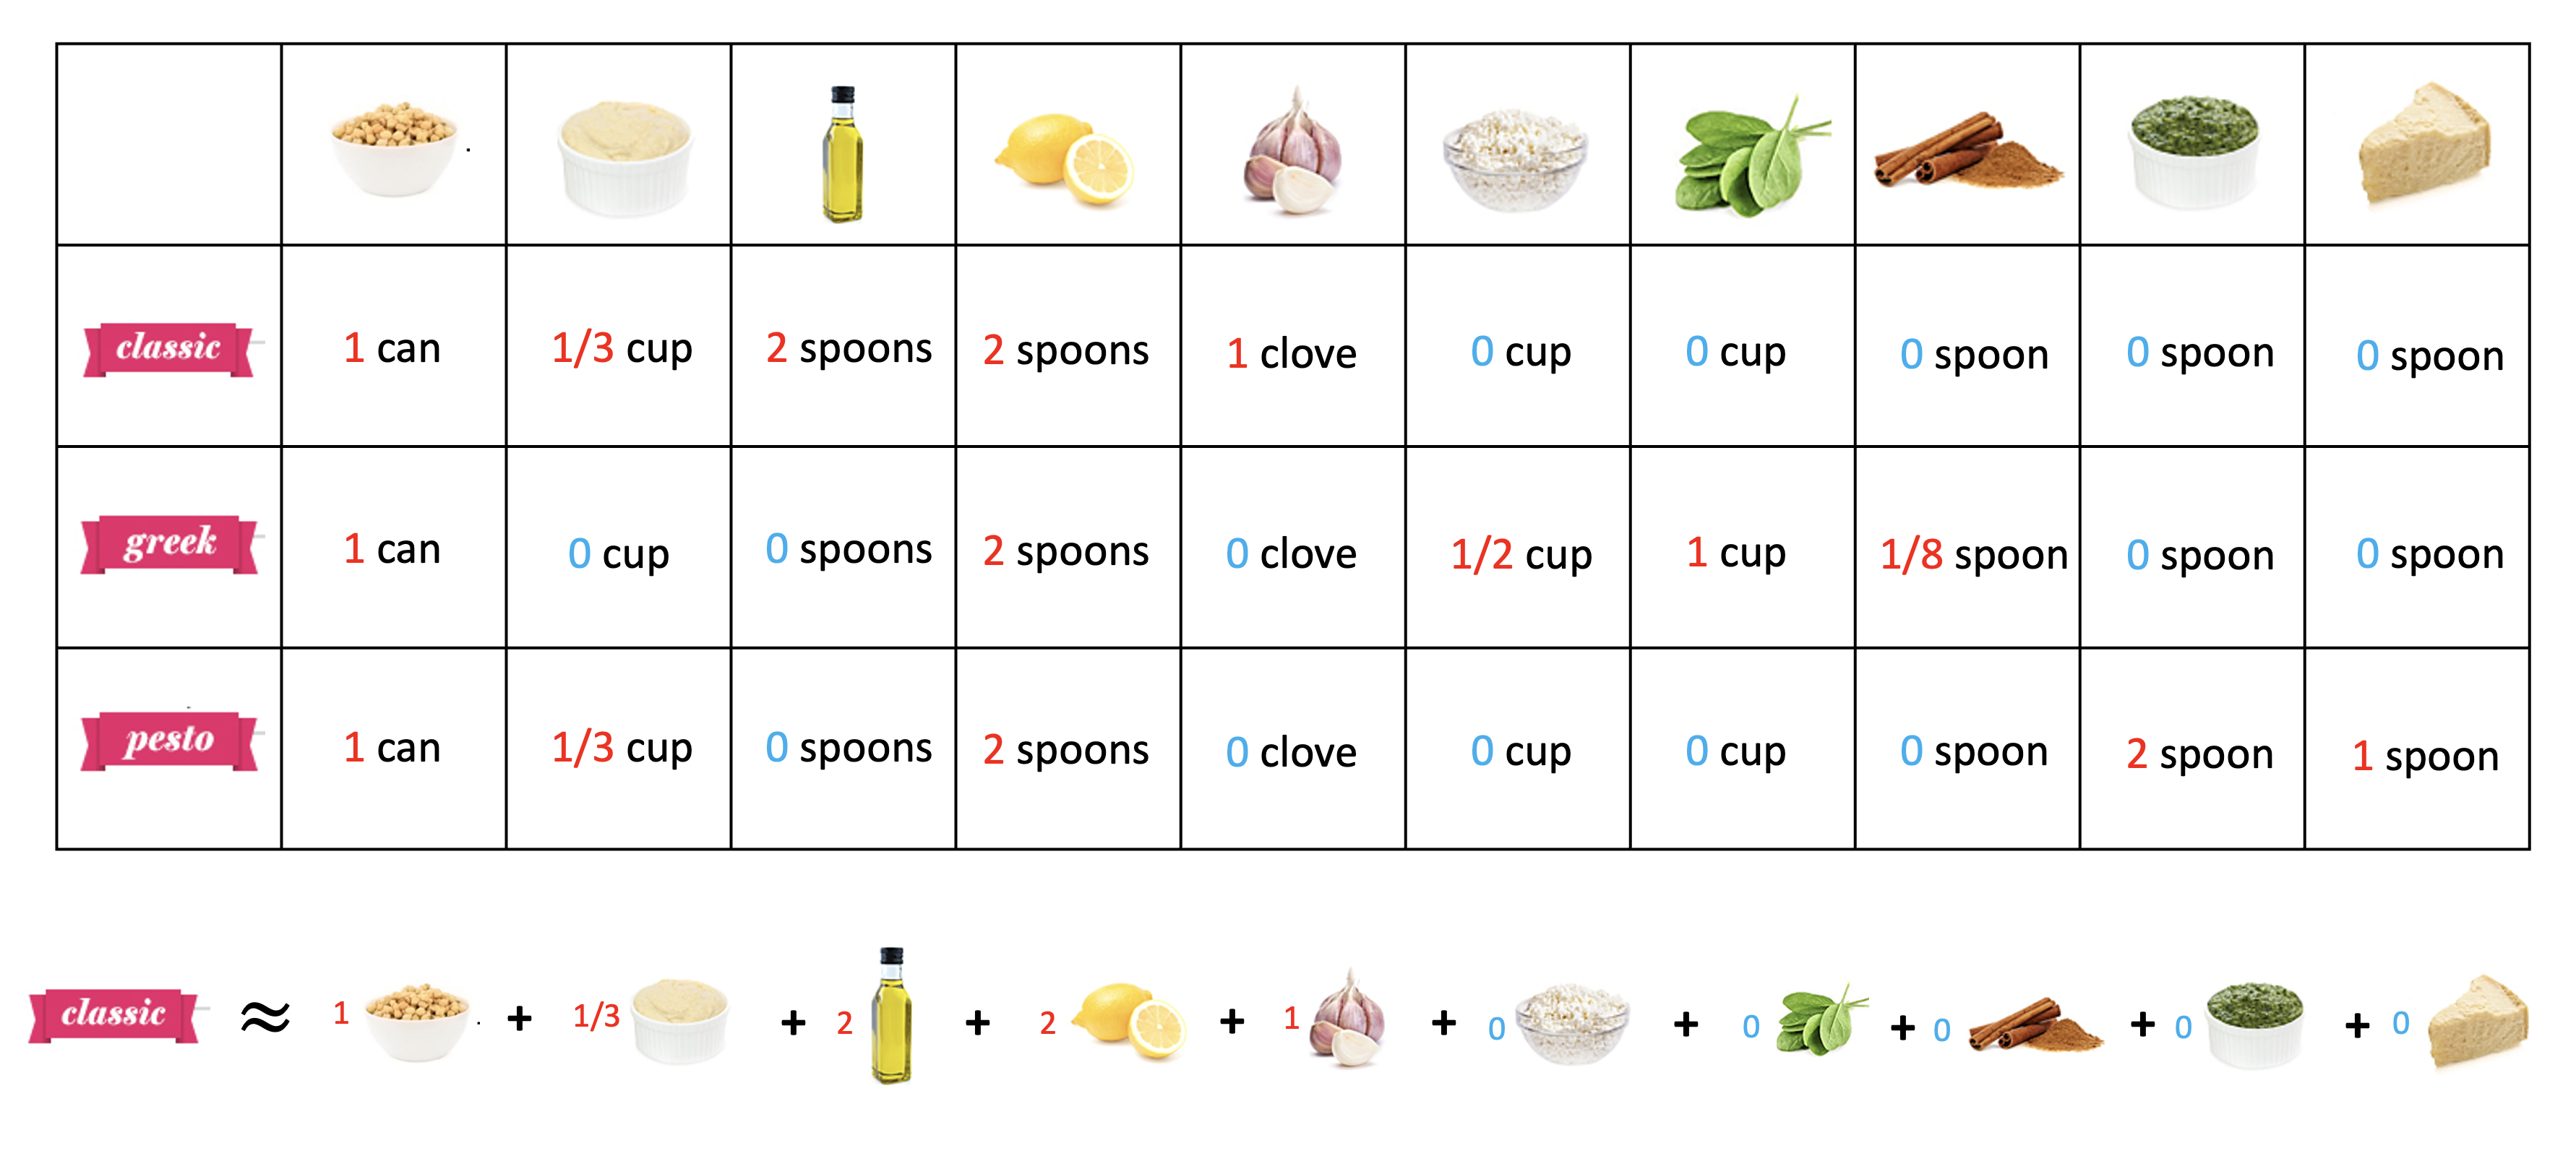 classic 1 can 1/3 cup 2 spoons 2 spoons 1 clove 0 cup 0 cup 0 spoon 0 spoon 0 spoon
greek 1 can 0 cup 0 spoons 2 spoons 0 clove 1/2 cup 1 cup 1/8 spoon 0 spoon 0 spoon
pesto 1 can 1/3 cup 0 spoons 2 spoons 0 clove 0 cup 0 cup 0 spoon 2 spoon 1 spoon
classic ≈ 1 + 1/3 + 2 + 2 + 1 + 0 + 0 + 0 + 0 + 0